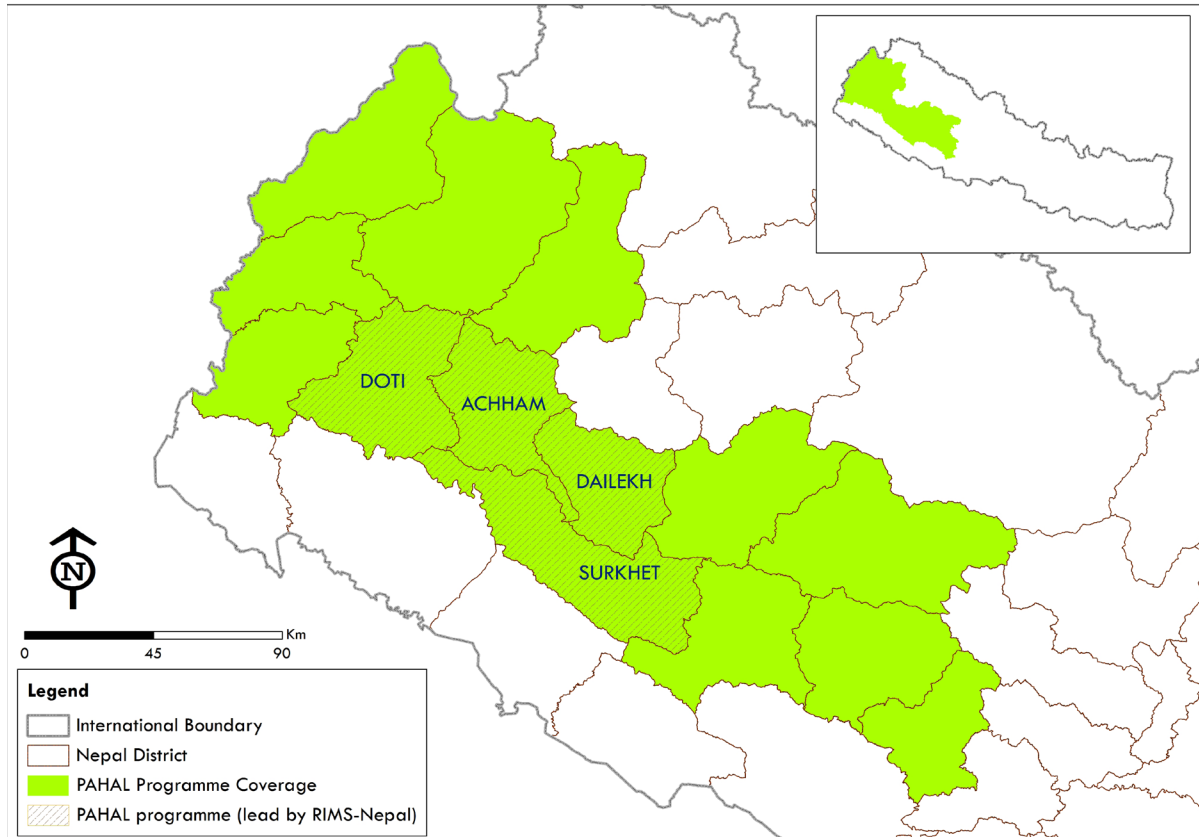 DOTI
ACHHAM
DAILEKH
SURKHET
N
Km
0 45 90
Legend
International Boundary
Nepal District
PAHAL Programme Coverage
PAHAL programme (lead by RIMS-Nepal)